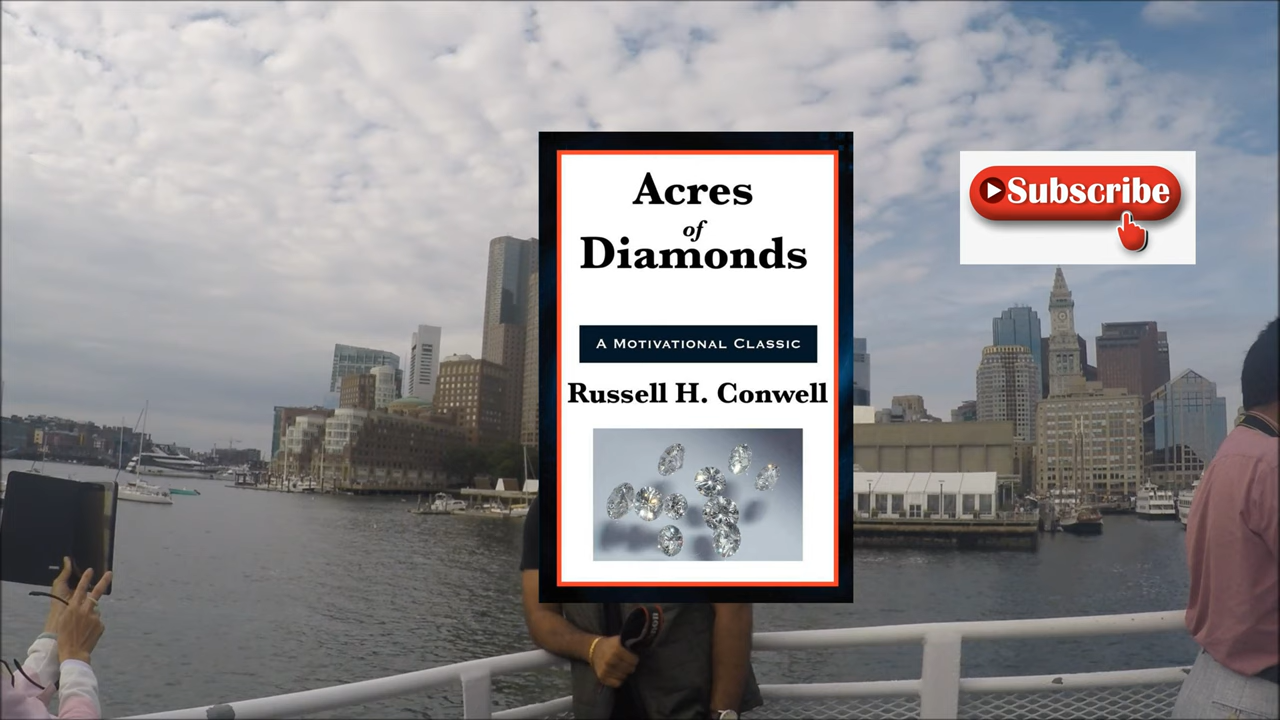 Acres
of
Diamonds
A MOTIVATIONAL CLASSIC
Russell H. Conwell
Subscribe